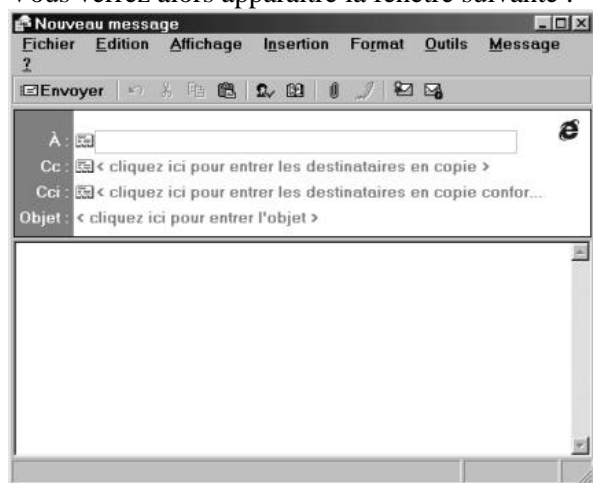 Vous verrez alors apparaître la fenêtre suivante :
Nouveau message
Fichier Edition Affichage Insertion Format Outils Message
?
Envoyer
À :
Cc : < cliquez ici pour entrer les destinataires en copie >
Cci : < cliquez ici pour entrer les destinataires en copie confor...
Objet : < cliquez ici pour entrer l'objet >